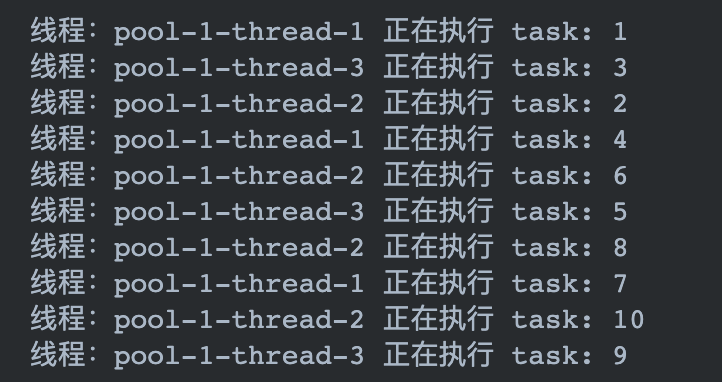 线程：pool-1-thread-1 正在执行 task：1
线程：pool-1-thread-3 正在执行 task：3
线程：pool-1-thread-2 正在执行 task：2
线程：pool-1-thread-1 正在执行 task：4
线程：pool-1-thread-2 正在执行 task：6
线程：pool-1-thread-3 正在执行 task：5
线程：pool-1-thread-2 正在执行 task：8
线程：pool-1-thread-1 正在执行 task：7
线程：pool-1-thread-2 正在执行 task：10
线程：pool-1-thread-3 正在执行 task：9